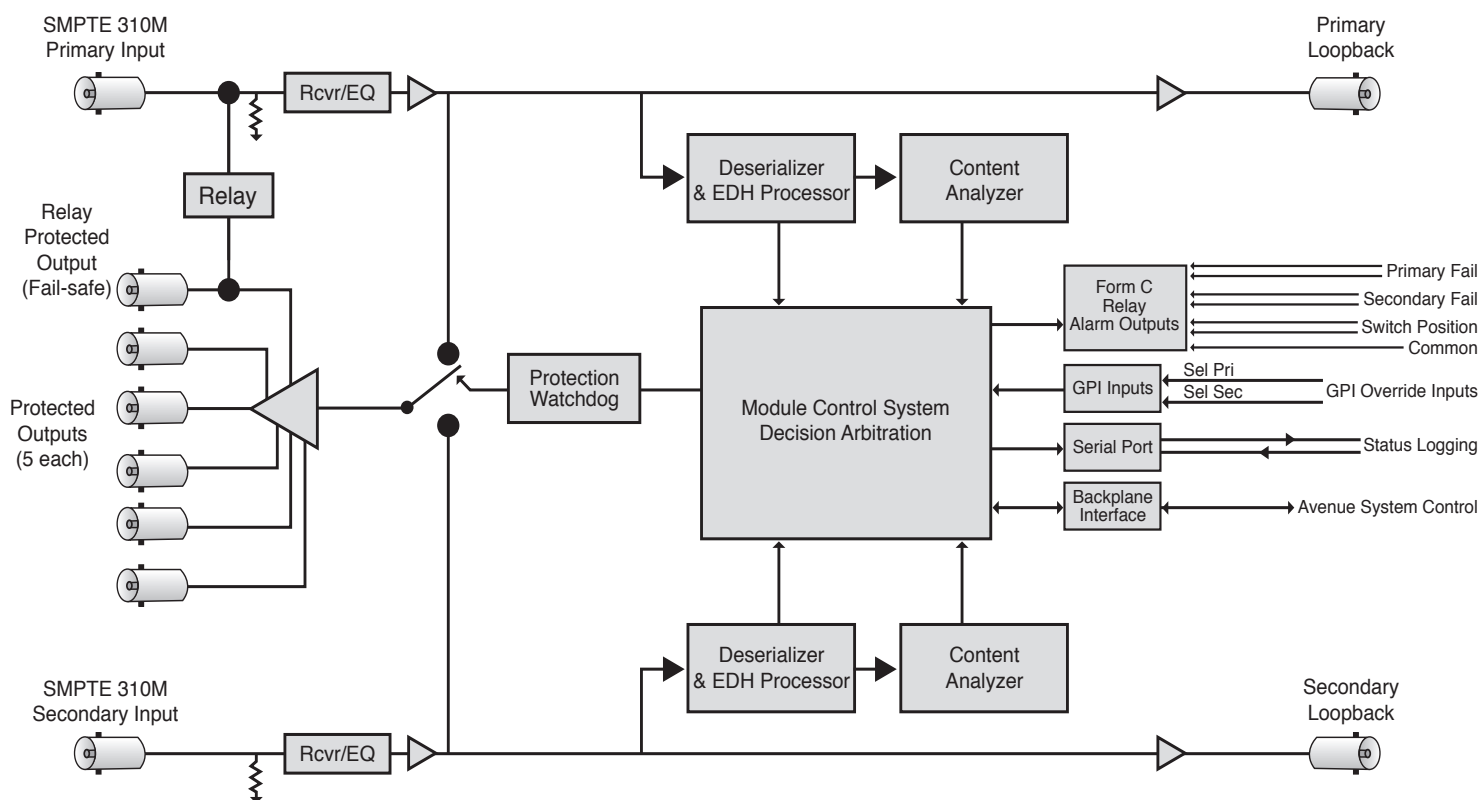 SMPTE 310M
Primary Input
Primary
Loopback
Rcvr/EQ
Deserializer
& EDH Processor
Content
Analyzer
Relay
Relay
Protected
Output
(Fail-safe)
Form C
Relay
Alarm Outputs
Primary Fail
Secondary Fail
Switch Position
Common
Protection
Watchdog
Module Control System
Decision Arbitration
GPI Inputs
Sel Pri
Sel Sec
GPI Override Inputs
Protected
Outputs
(5 each)
Serial Port
Status Logging
Backplane
Interface
Avenue System Control
Deserializer
& EDH Processor
Content
Analyzer
SMPTE 310M
Secondary Input
Rcvr/EQ
Secondary
Loopback